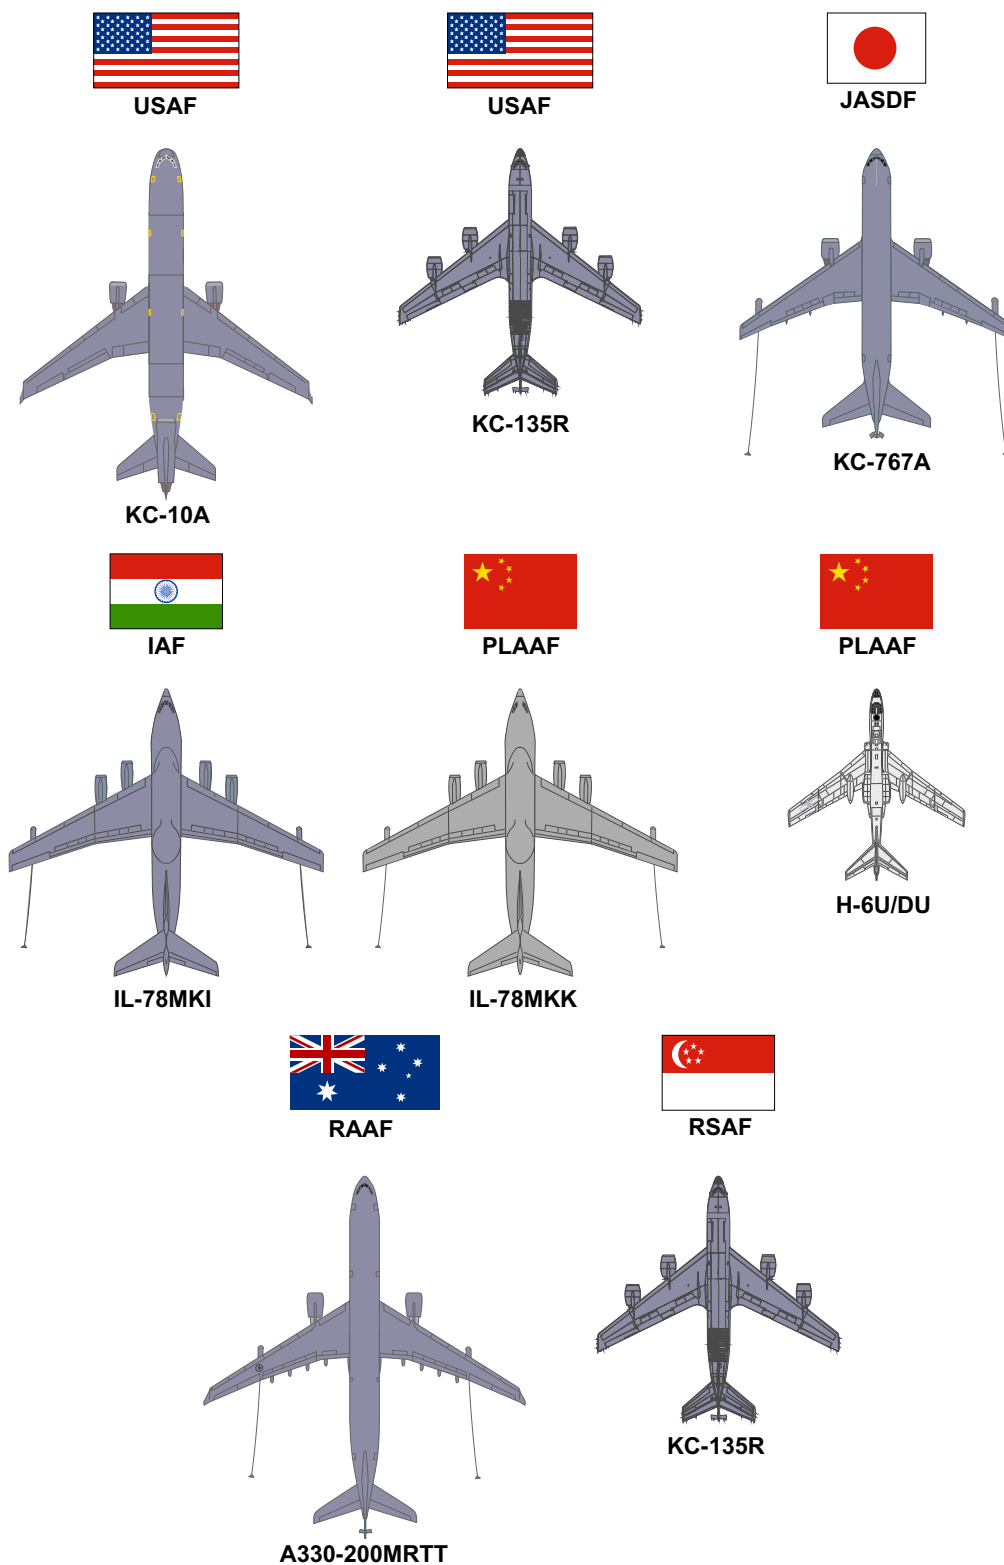 USAF
USAF
JASDF
KC-10A
KC-135R
KC-767A
IAF
PLAAF
PLAAF
IL-78MKI
IL-78MKK
H-6U/DU
RAAF
RSAF
A330-200MRTT
KC-135R